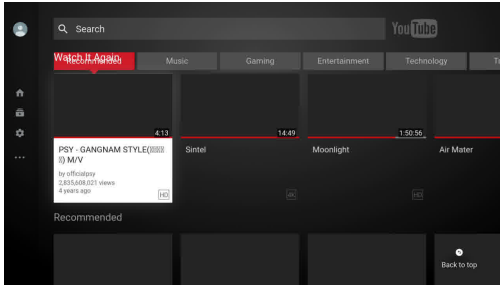 Search
YouTube
Watch It Again
Recommended
Music
Gaming
Entertainment
Technology
4:13
14:49
1:50:56
PSY - GANGNAM STYLE(
) M/V
by officialpsy
2,835,608,021 views
4 years ago
HD
Sintel
4K
Moonlight
HD
Air Mater
Recommended
Back to top